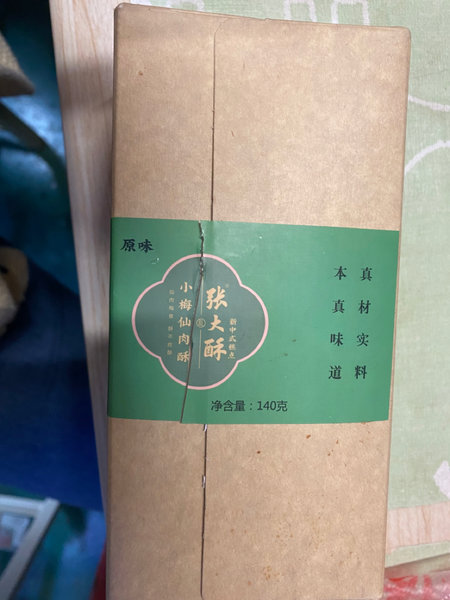 原味
张大酥
新中式糕点
小梅仙肉酥
真材实料
本真味道
净含量:140克